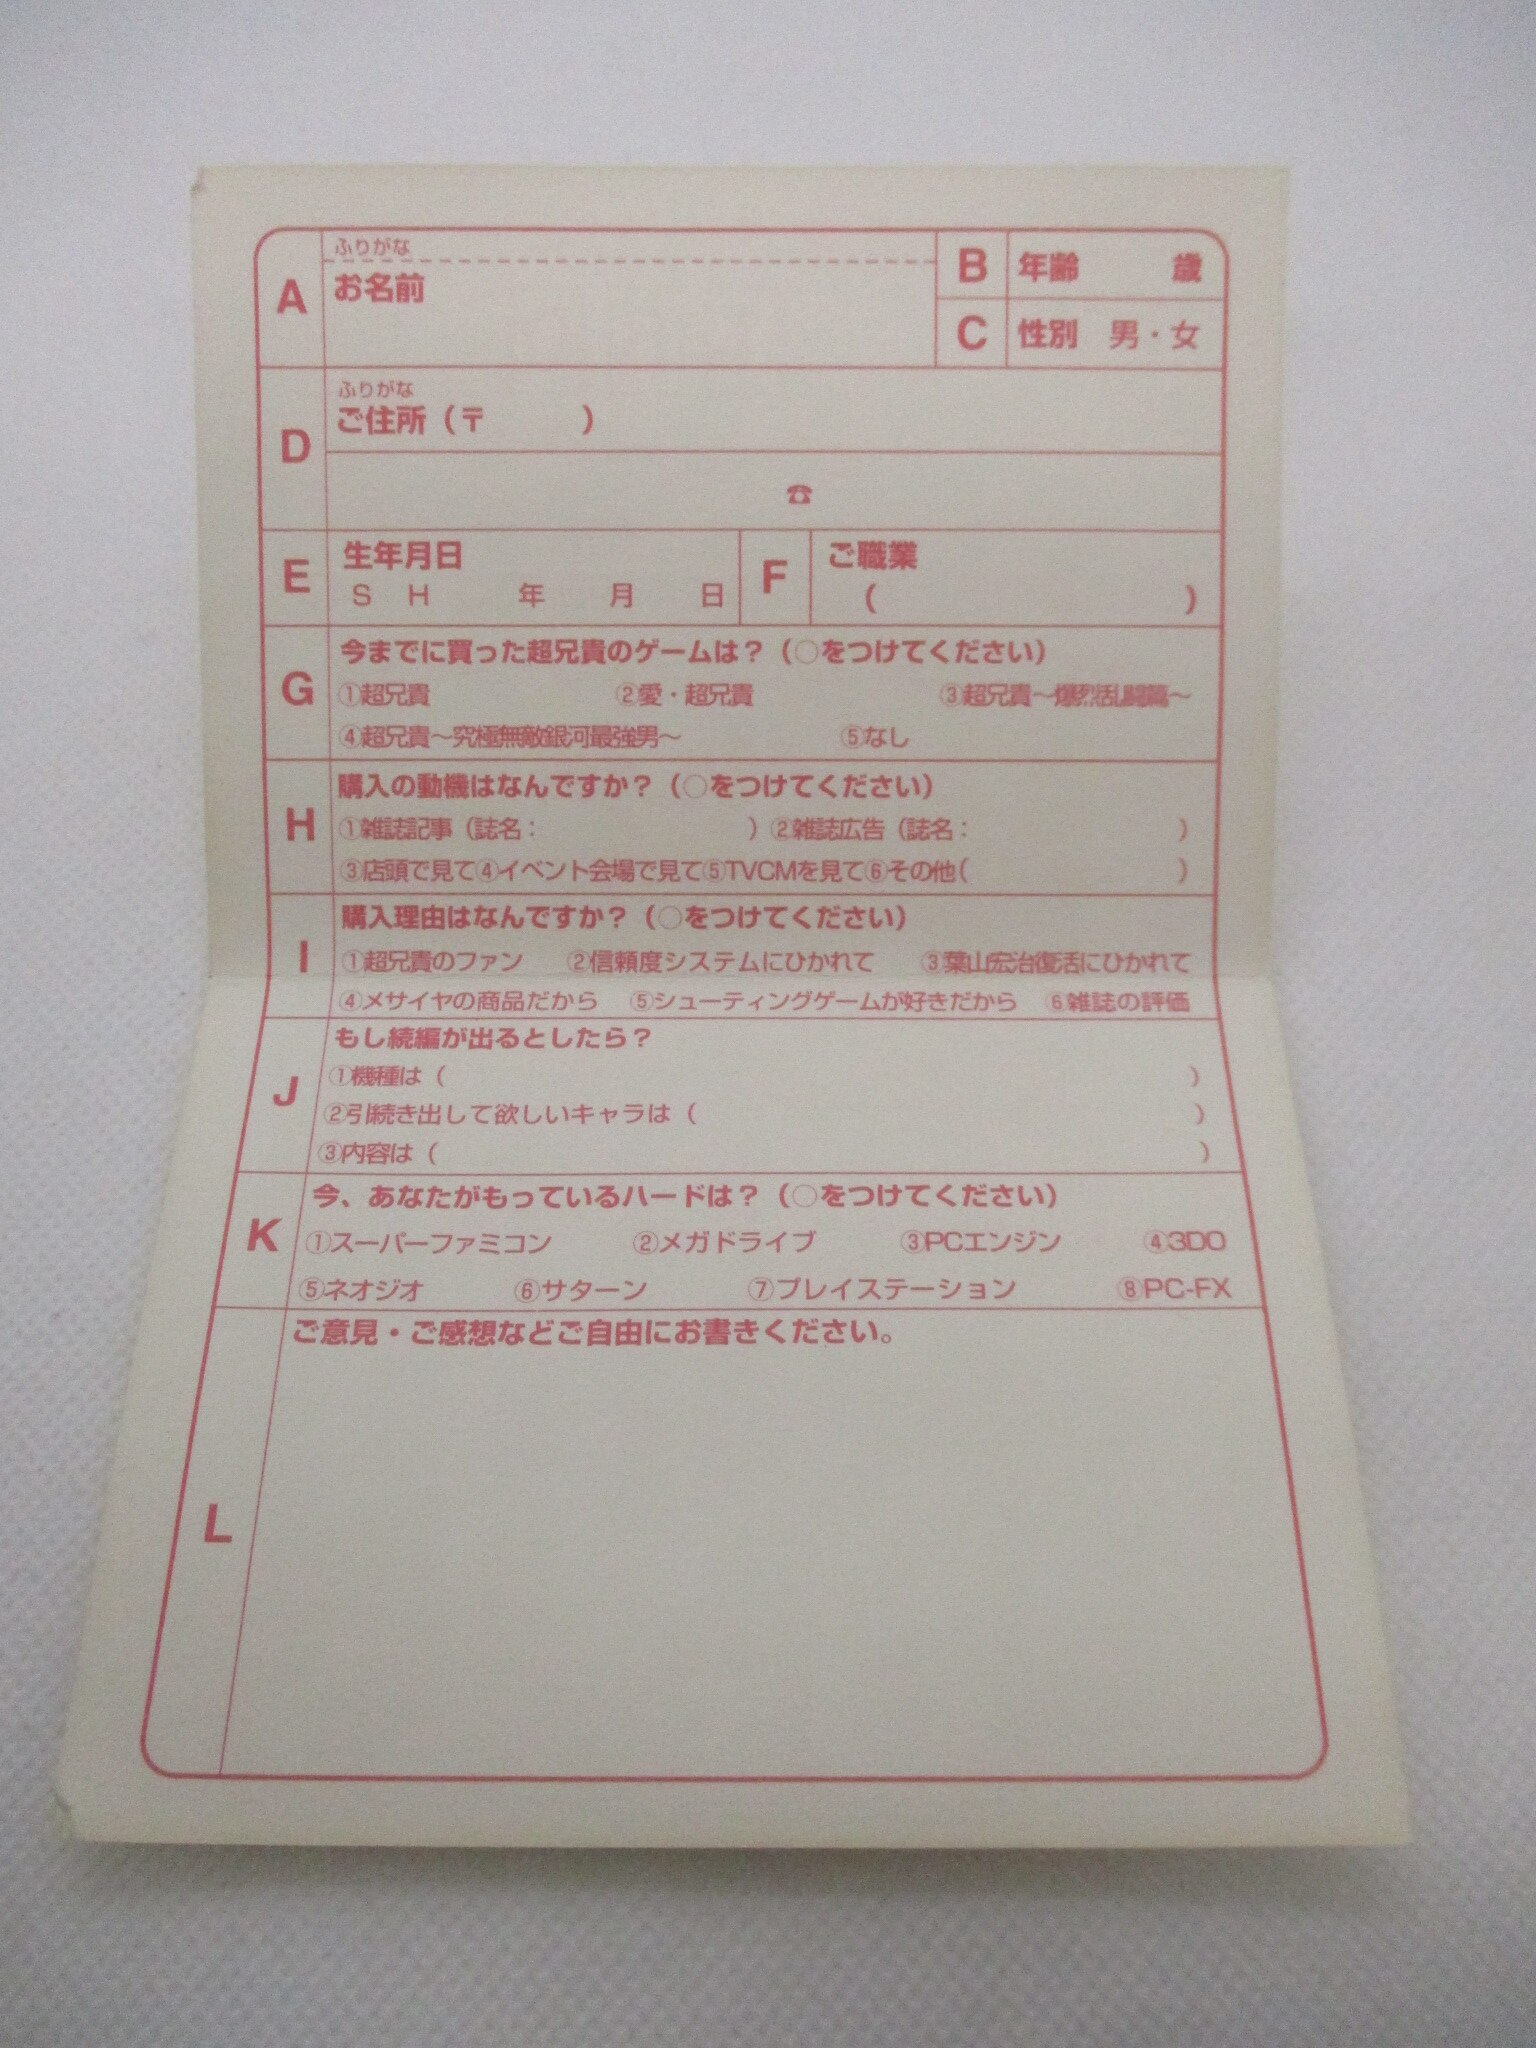 A
ふりがな
お名前
B 年齢 歳
C 性別 男・女
D
ふりがな
ご住所（〒 ）
☎
E 生年月日
S H 年 月 日
F ご職業
（ ）
G 今までに買った超兄貴のゲームは？（○をつけてください）
①超兄貴 ②愛・超兄貴 ③超兄貴～爆烈乱闘篇～
④超兄貴～究極無敵銀河最強男～ ⑤なし
H 購入の動機はなんですか？（○をつけてください）
①雑誌記事（誌名： ）②雑誌広告（誌名： ）
③店頭で見て④イベント会場で見て⑤TVCMを見て⑥その他（ ）
I 購入理由はなんですか？（○をつけてください）
①超兄貴のファン ②信頼度システムにひかれて ③葉山宏治復活にひかれて
④メサイヤの商品だから ⑤シューティングゲームが好きだから ⑥雑誌の評価
J もし続編が出るとしたら？
①機種は（ ）
②引続き出して欲しいキャラは（ ）
③内容は（ ）
K 今、あなたがもっているハードは？（○をつけてください）
①スーパーファミコン ②メガドライブ ③PCエンジン ④3DO
⑤ネオジオ ⑥サターン ⑦プレイステーション ⑧PC-FX
L ご意見・ご感想などご自由にお書きください。